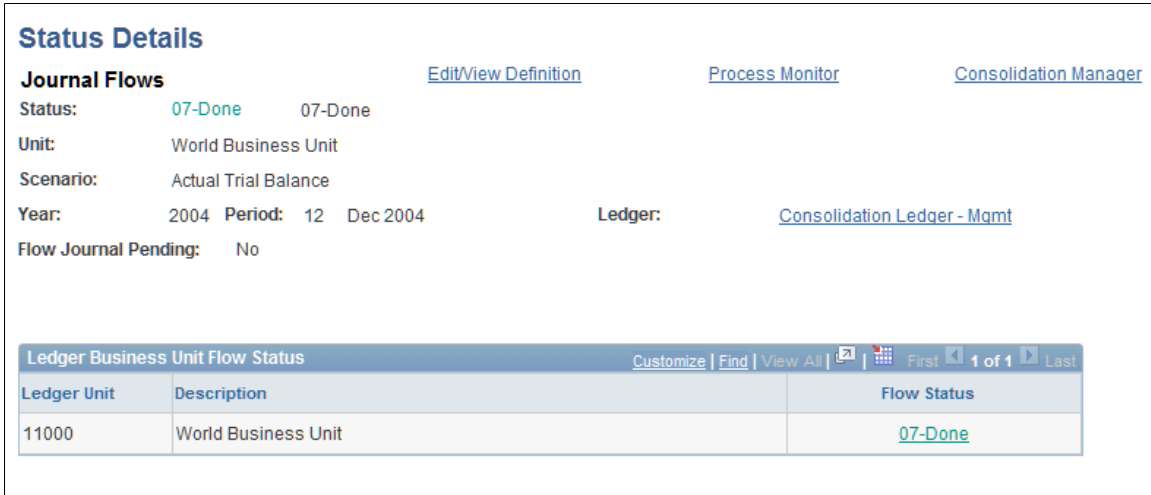 Status Details
Journal Flows Edit/View Definition Process Monitor Consolidation Manager
Status: 07-Done 07-Done
Unit: World Business Unit
Scenario: Actual Trial Balance
Year: 2004 Period: 12 Dec 2004 Ledger: Consolidation Ledger - Mgmt
Flow Journal Pending: No
Ledger Business Unit Flow Status Customize | Find | View All | | First 1 of 1 Last
Ledger Unit Description Flow Status
11000 World Business Unit 07-Done